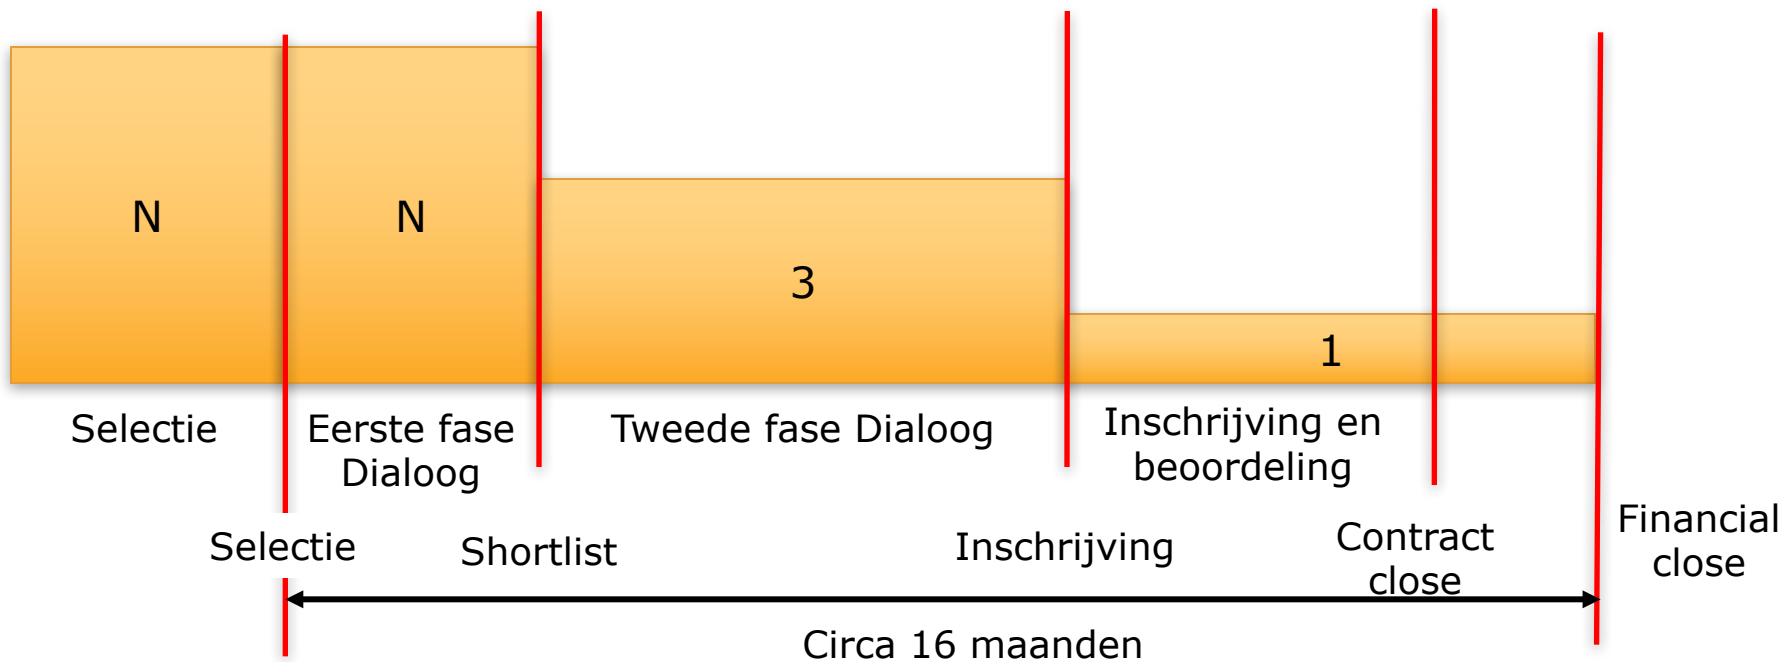 N
N
3
1
Selectie
Eerste fase
Dialoog
Tweede fase Dialoog
Inschrijving en
beoordeling
Selectie
Shortlist
Inschrijving
Contract
close
Financial
close
Circa 16 maanden